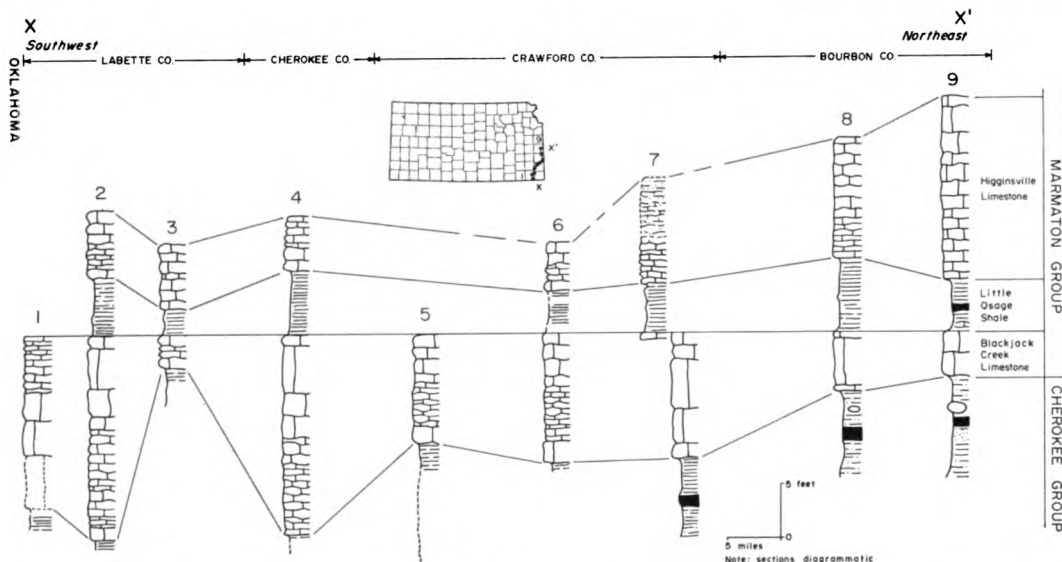 X
Southwest
X'
Northeast
OKLAHOMA
LABETTE CO.
CHEROKEE CO.
CRAWFORD CO.
BOURBON CO.
1
2
3
4
5
6
7
8
9
X'
X
Higginsville
Limestone
Little
Osage
Shale
Blackjack
Creek
Limestone
MARMATON GROUP
CHEROKEE GROUP
5 feet
0
5 miles
Note: sections diagrammatic